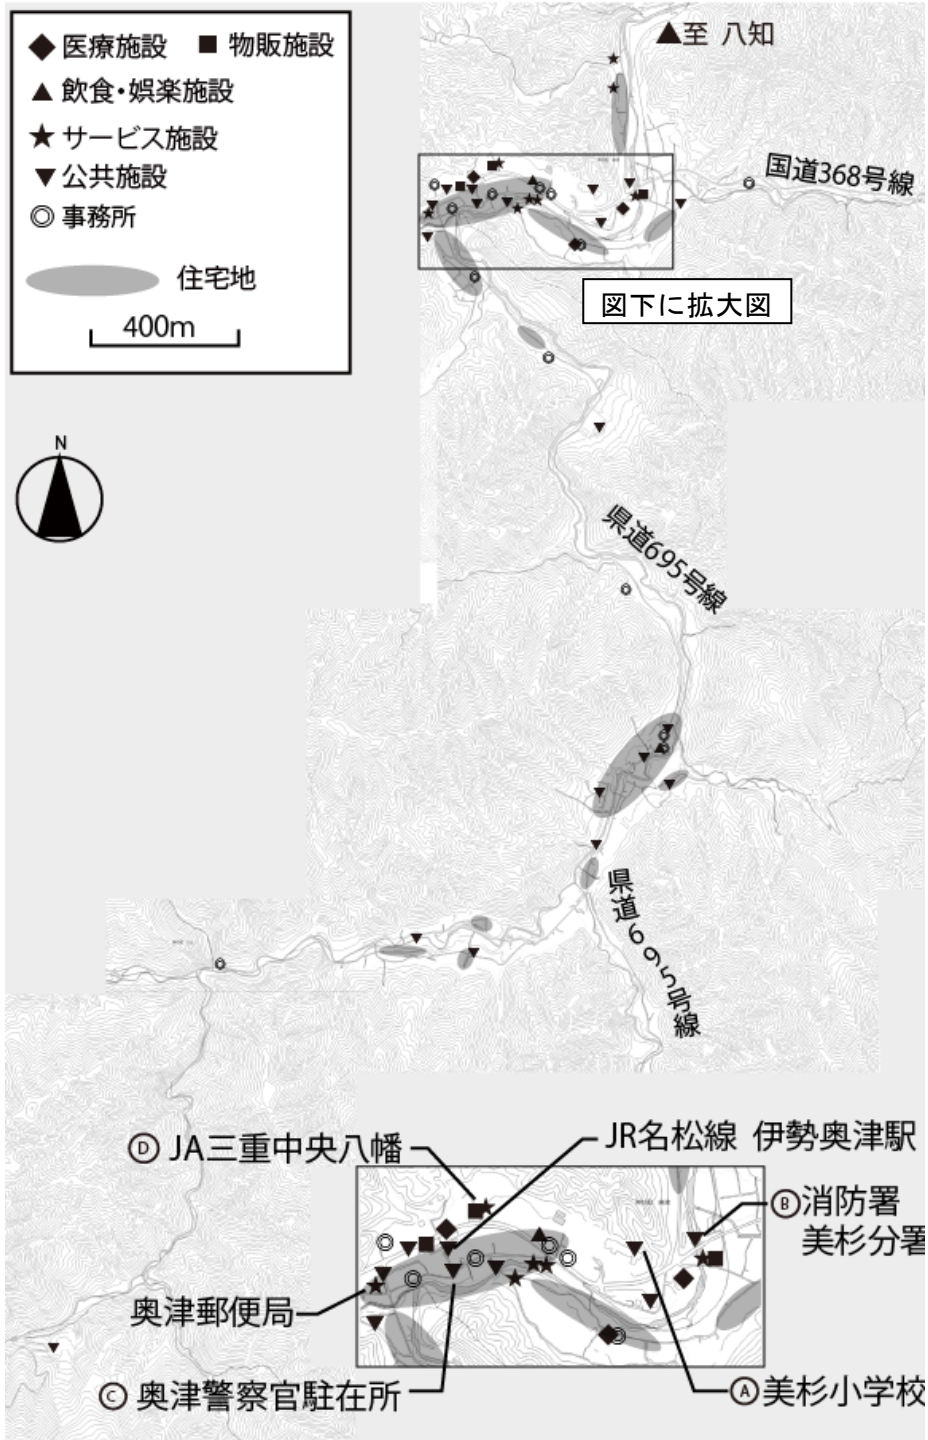 医療施設 物販施設
飲食・娯楽施設
サービス施設
公共施設
事務所
住宅地
400m
至 八知
国道368号線
図下に拡大図
N
県道695号線
県道695号線
Ⓓ JA三重中央八幡
JR名松線 伊勢奥津駅
Ⓑ消防署
美杉分署
奥津郵便局
Ⓒ 奥津警察官駐在所
Ⓐ美杉小学校